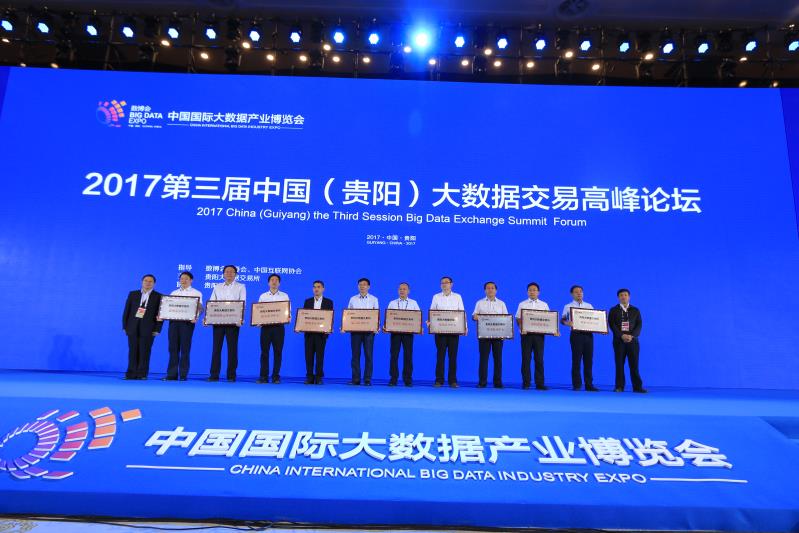 数博会
BIG DATA
EXPO
中国国际大数据产业博览会
CHINA INTERNATIONAL BIG DATA INDUSTRY EXPO
2017第三届中国（贵阳）大数据交易高峰论坛
2017 China (Guiyang) the Third Session Big Data Exchange Summit Forum
2017·中国·贵阳
GUIYANG·CHINA·2017
指导 数博会 会、中国互联网协会
贵阳大 交易所
贵阳
中国国际大数据产业博览会
CHINA INTERNATIONAL BIG DATA INDUSTRY EXPO